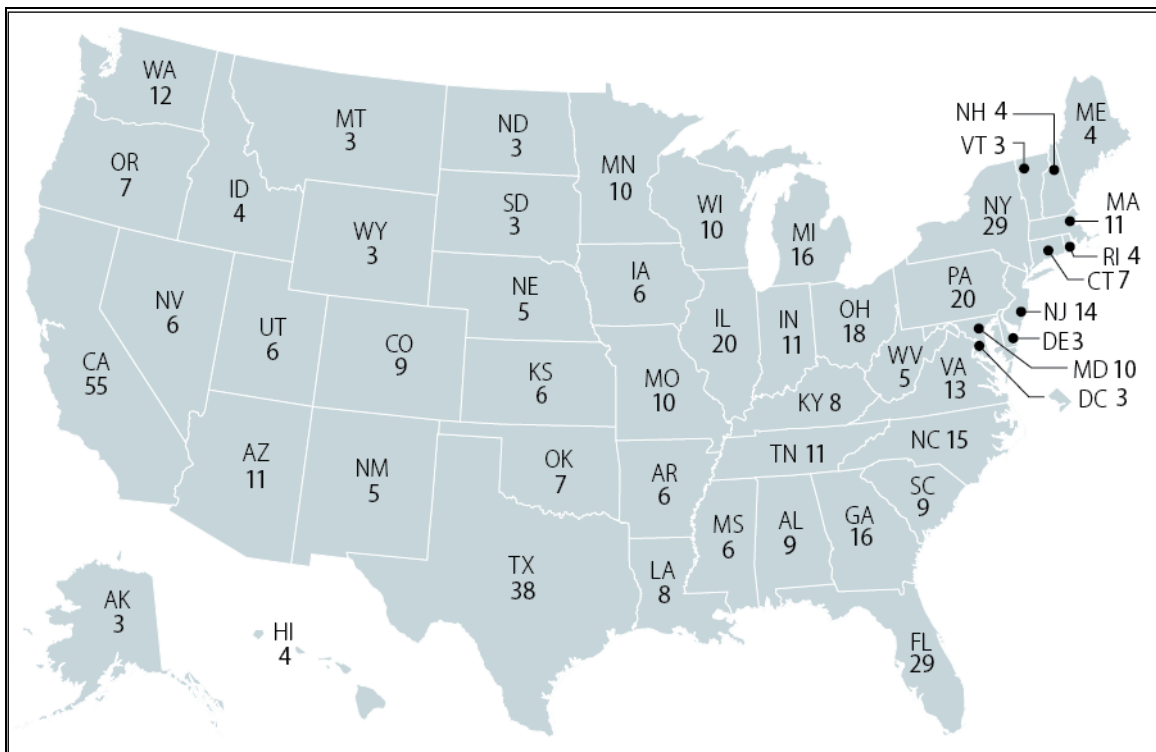 WA
12
MT
3
ND
3
MN
10
NH 4
VT 3
ME
4
OR
7
ID
4
SD
3
WI
10
NY
29
MA
11
WY
3
MI
16
RI 4
CT 7
IA
6
NE
5
PA
20
NV
6
UT
6
CO
9
IL
20
IN
11
OH
18
NJ 14
DE3
WV
5
VA
13
MD 10
DC 3
CA
55
KS
6
MO
10
KY 8
NC 15
TN 11
AZ
11
NM
5
OK
7
AR
6
SC
9
MS
6
AL
9
GA
16
TX
38
LA
8
AK
3
HI
4
FL
29